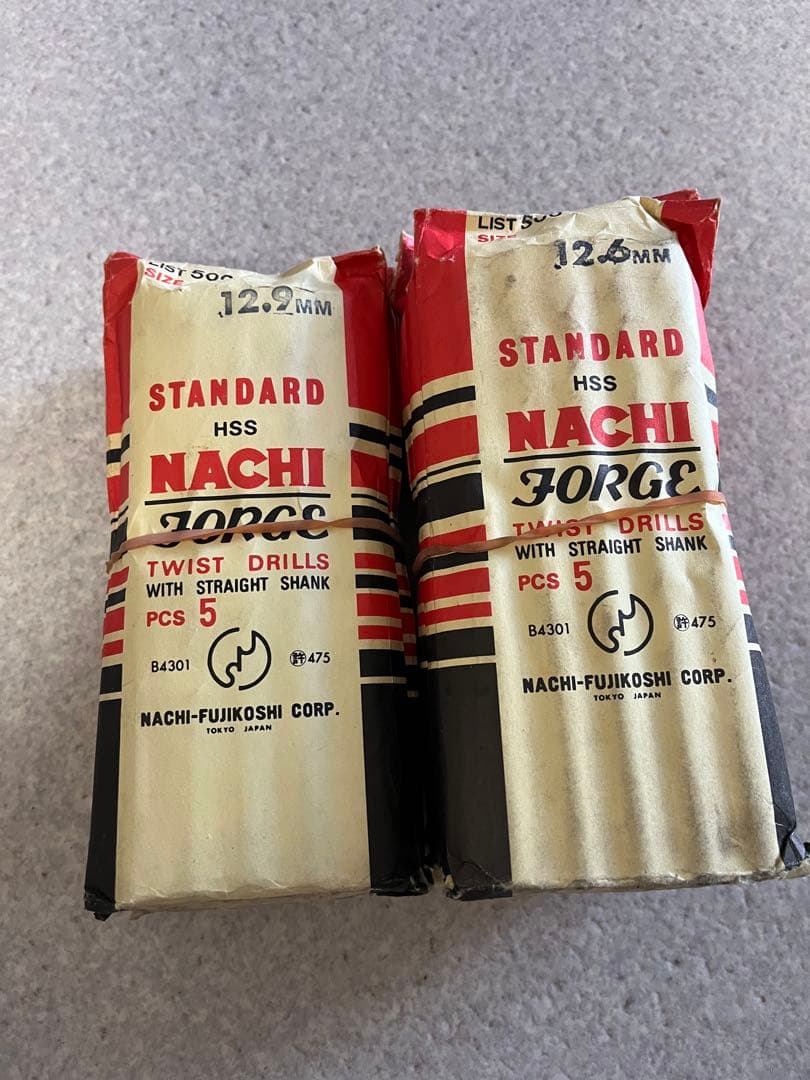 LIST 500
SIZE
12.9MM
STANDARD
HSS
NACHI
FORGE
TWIST DRILLS
WITH STRAIGHT SHANK
PCS 5
B4301
許475
NACHI-FUJIKOSHI CORP.
TOKYO JAPAN
LIST 500
SIZE
12.6MM
STANDARD
HSS
NACHI
FORGE
TWIST DRILLS
WITH STRAIGHT SHANK
PCS 5
B4301
許475
NACHI-FUJIKOSHI CORP.
TOKYO JAPAN